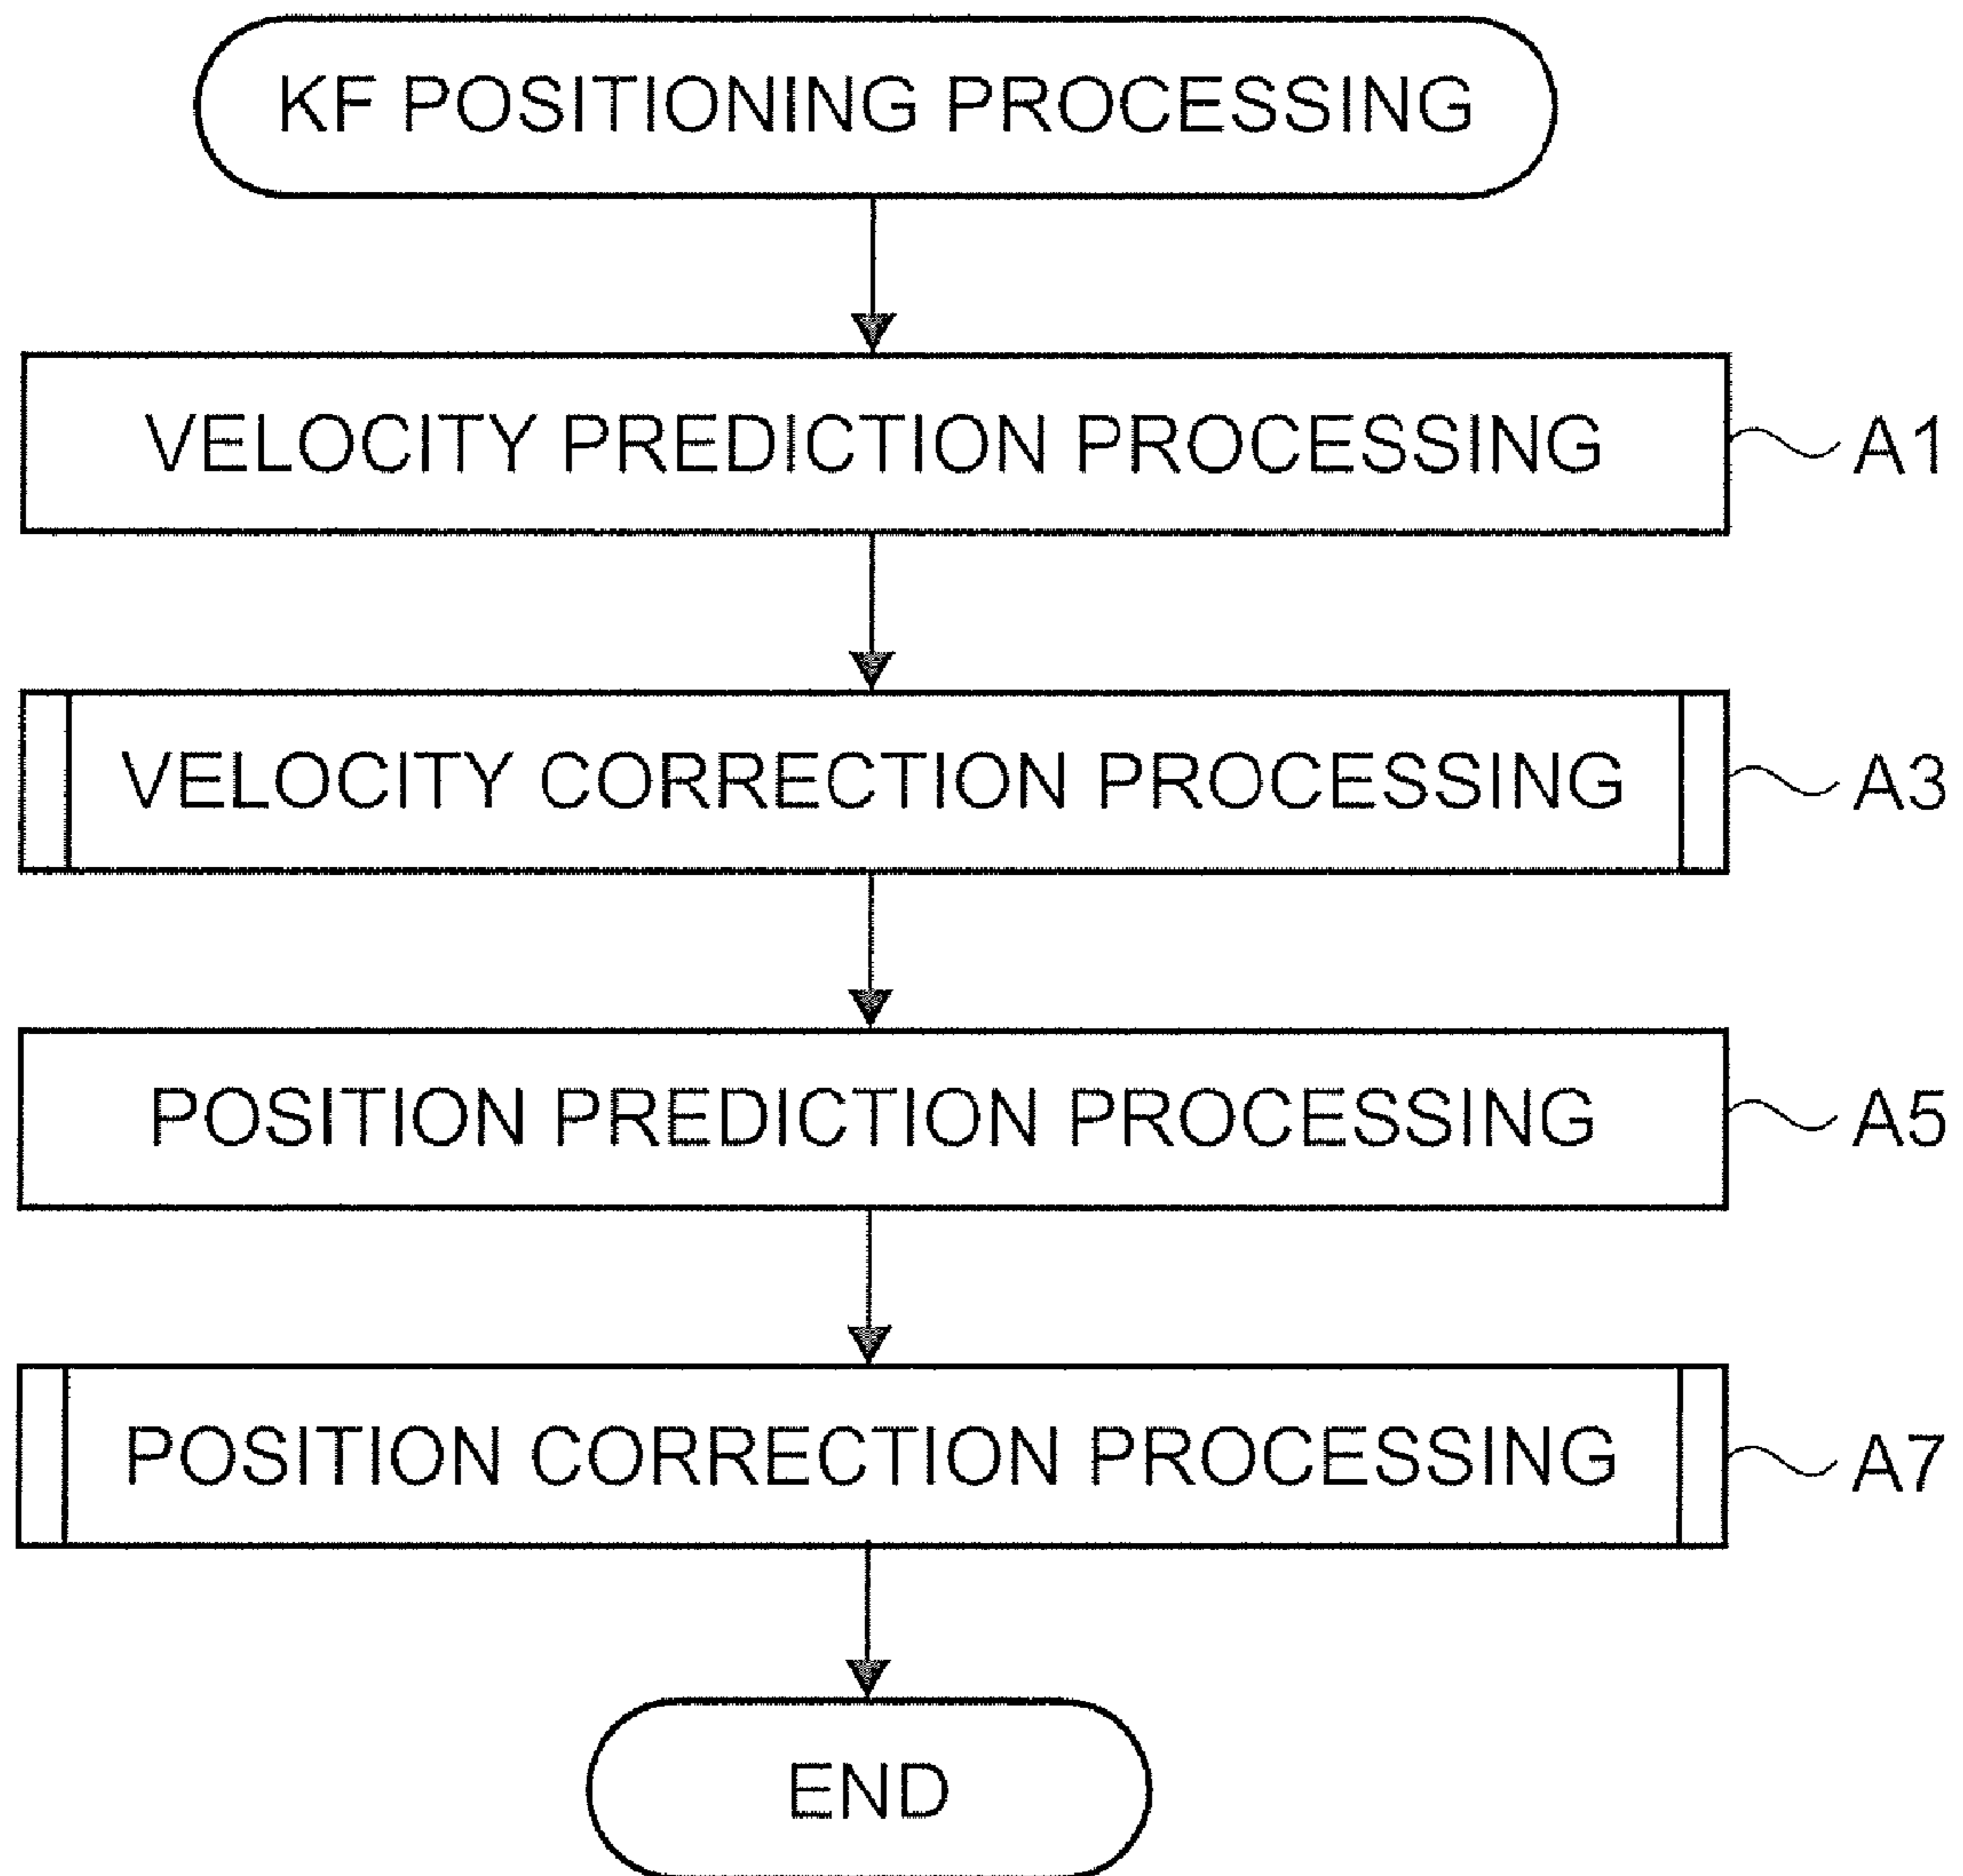 KF POSITIONING PROCESSING
VELOCITY PREDICTION PROCESSING
A1
VELOCITY CORRECTION PROCESSING
A3
POSITION PREDICTION PROCESSING
A5
POSITION CORRECTION PROCESSING
A7
END